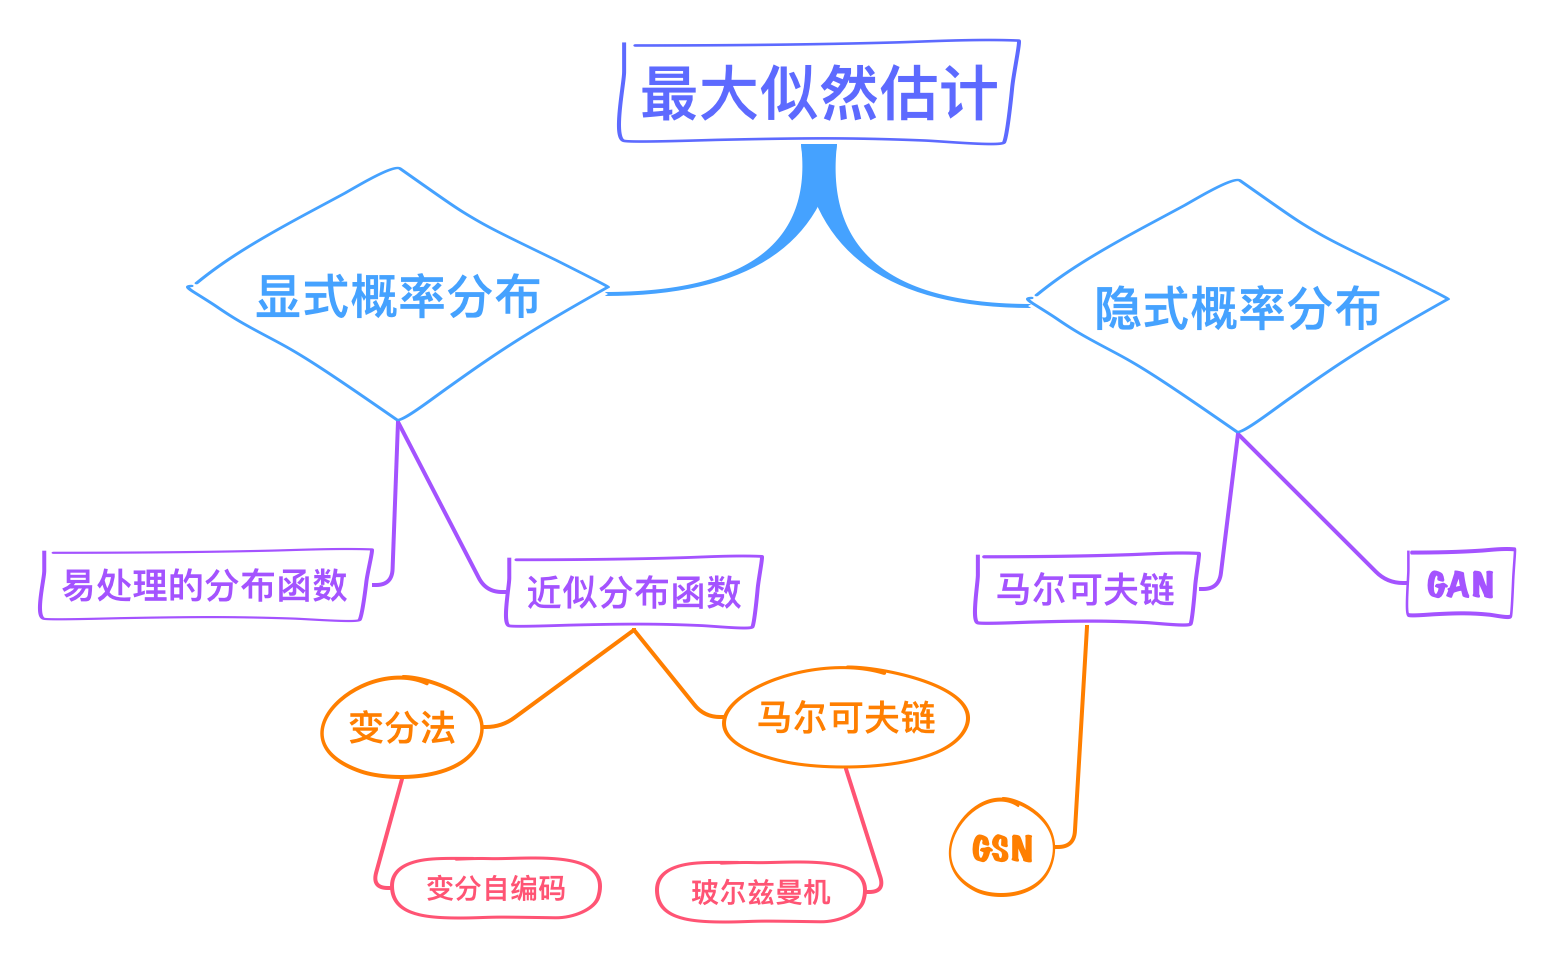 最大似然估计
显式概率分布
隐式概率分布
易处理的分布函数
近似分布函数
马尔可夫链
GAN
变分法
马尔可夫链
GSN
变分自编码
玻尔兹曼机